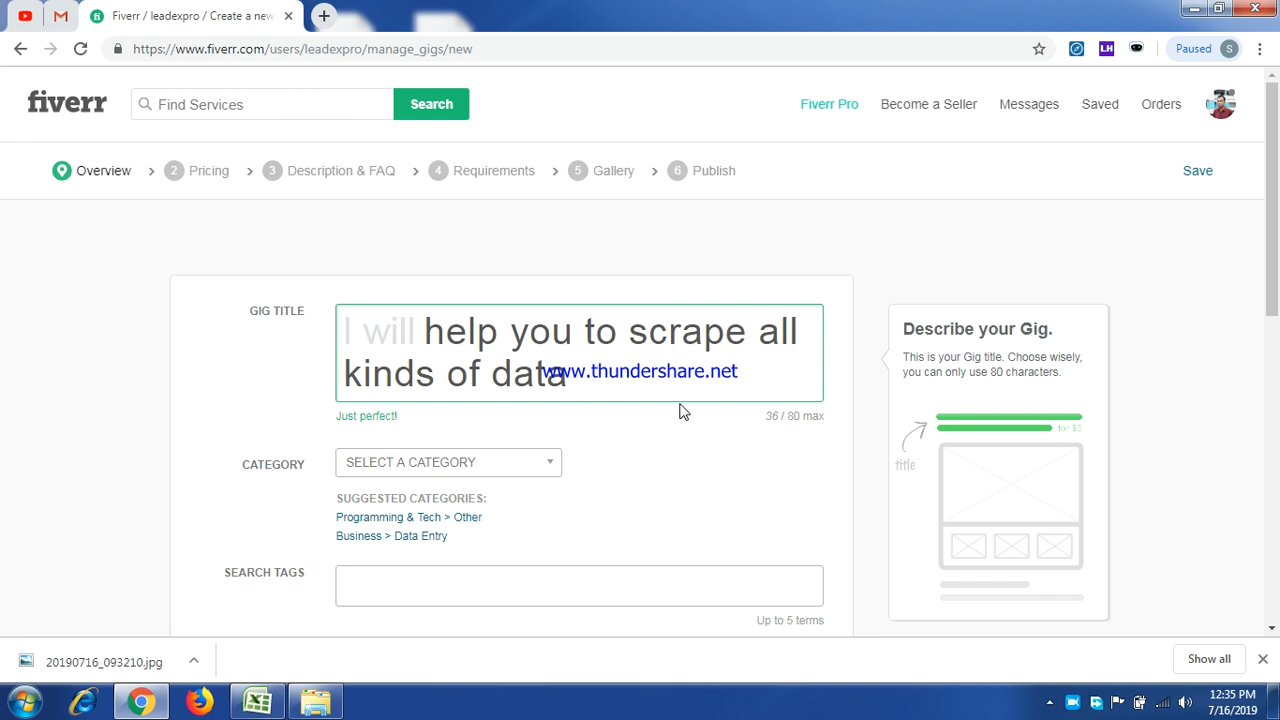 Fiverr / leadexpro / Create a new
https://www.fiverr.com/users/leadexpro/manage_gigs/new
LH
Paused S
fiverr
Find Services
Search
Fiverr Pro
Become a Seller
Messages
Saved
Orders
Overview
2 Pricing
3 Description & FAQ
4 Requirements
5 Gallery
6 Publish
Save
GIG TITLE
I will help you to scrape all
kinds of data
www.thundershare.net
Just perfect!
36 / 80 max
Describe your Gig.
This is your Gig title. Choose wisely,
you can only use 80 characters.
for $5
title
CATEGORY
SELECT A CATEGORY
SUGGESTED CATEGORIES:
Programming & Tech > Other
Business > Data Entry
SEARCH TAGS
Up to 5 terms
20190716_093210.jpg
Show all
12:35 PM
7/16/2019